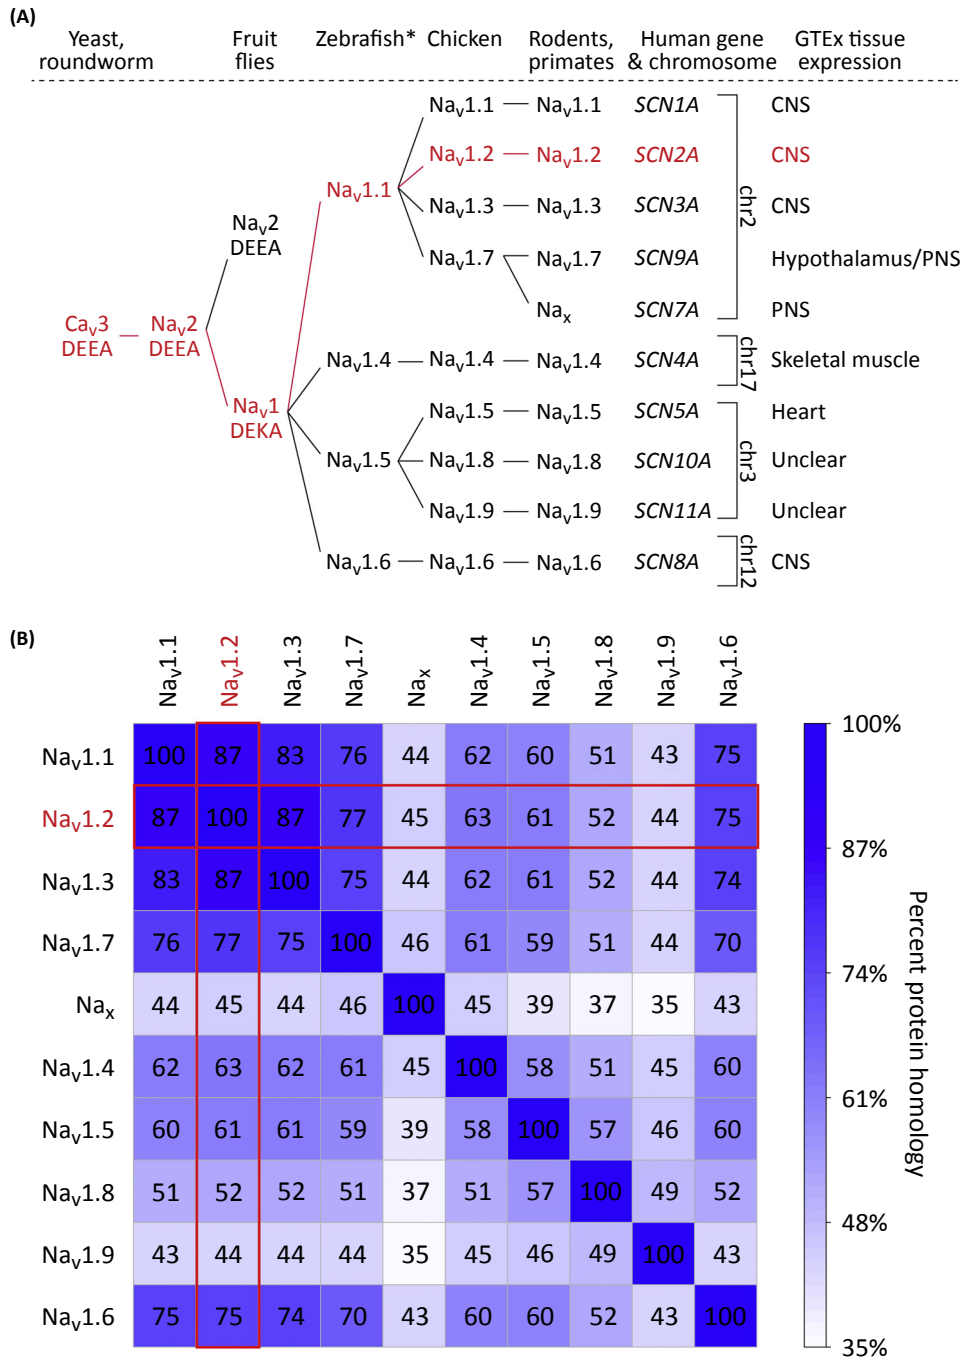 (A)
Yeast, roundworm Fruit flies Zebrafish* Chicken Rodents, primates Human gene & chromosome GTEx tissue expression
Nav1.1 Nav1.1 SCN1A CNS
Nav1.2 Nav1.2 SCN2A CNS
Nav1.1
Nav1.3 Nav1.3 SCN3A CNS
chr2
Nav2 DEEA
Nav1.7 Nav1.7 SCN9A Hypothalamus/PNS
Nax SCN7A PNS
Cav3 DEEA Nav2 DEEA
Nav1.4 Nav1.4 Nav1.4 SCN4A chr17 Skeletal muscle
Nav1 DEKA
Nav1.5 Nav1.5 SCN5A Heart
Nav1.5 Nav1.8 Nav1.8 SCN10A chr3 Unclear
Nav1.9 Nav1.9 SCN11A Unclear
Nav1.6 Nav1.6 Nav1.6 SCN8A chr12 CNS
(B)
Nav1.1 Nav1.2 Nav1.3 Nav1.7 Nax Nav1.4 Nav1.5 Nav1.8 Nav1.9 Nav1.6
Nav1.1 100 87 83 76 44 62 60 51 43 75
Nav1.2 87 100 87 77 45 63 61 52 44 75
Nav1.3 83 87 100 75 44 62 61 52 44 74
Nav1.7 76 77 75 100 46 61 59 51 44 70
Nax 44 45 44 46 100 45 39 37 35 43
Nav1.4 62 63 62 61 45 100 58 51 45 60
Nav1.5 60 61 61 59 39 58 100 57 46 60
Nav1.8 51 52 52 51 37 51 57 100 49 52
Nav1.9 43 44 44 44 35 45 46 49 100 43
Nav1.6 75 75 74 70 43 60 60 52 43 100
100%
87%
74%
61%
48%
35%
Percent protein homology